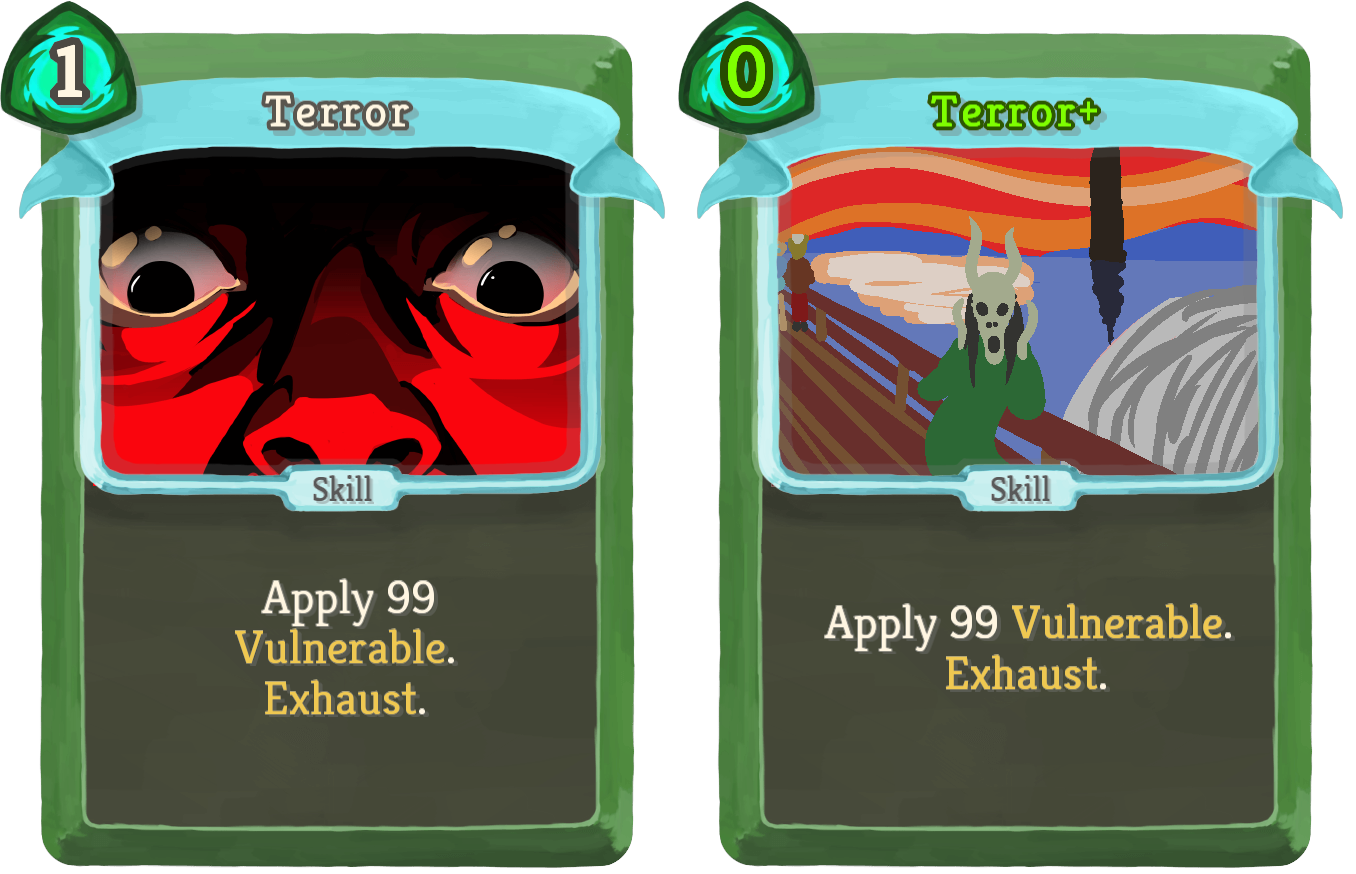 1
Terror
Skill
Apply 99
Vulnerable.
Exhaust.
0
Terror+
Skill
Apply 99 Vulnerable.
Exhaust.